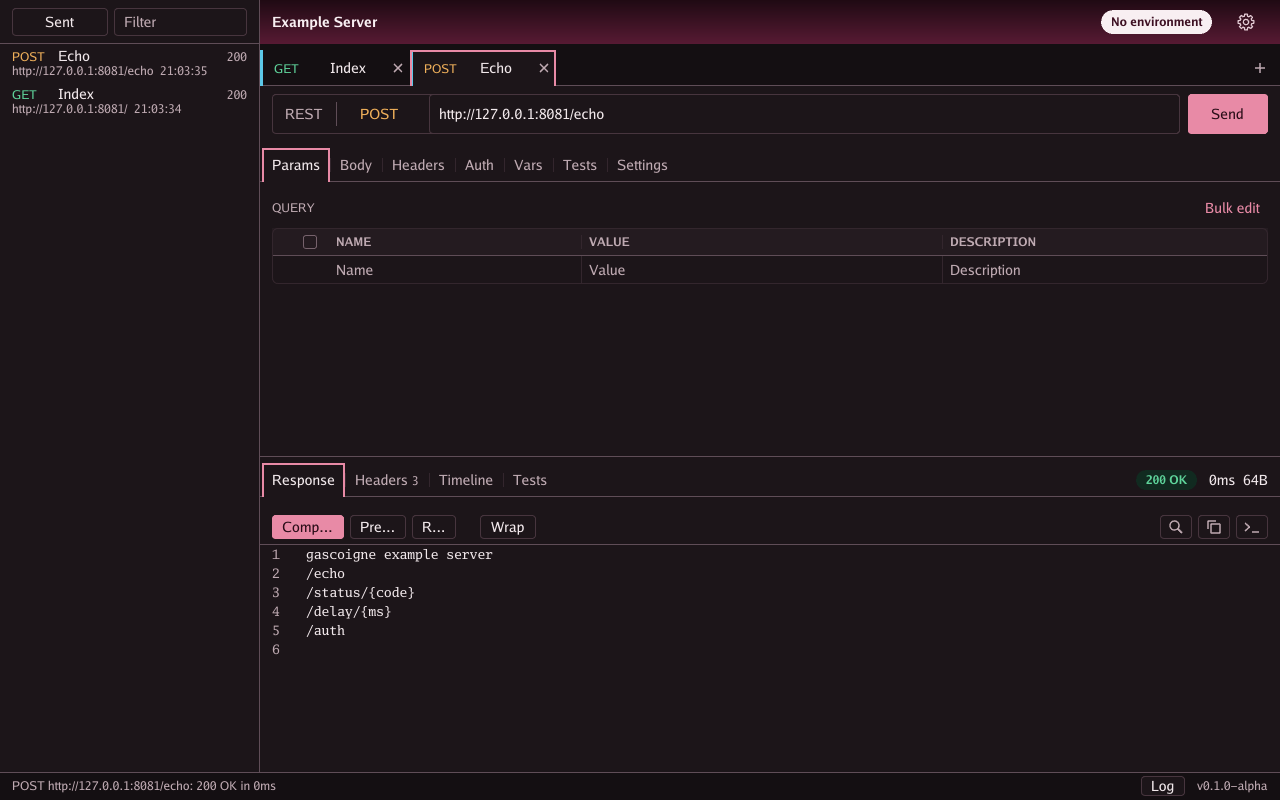 Sent
Filter
Example Server
No environment
POST Echo 200
http://127.0.0.1:8081/echo 21:03:35
GET Index 200
http://127.0.0.1:8081/ 21:03:34
GET Index ✕
POST Echo ✕
+
REST
POST
http://127.0.0.1:8081/echo
Send
Params
Body
Headers
Auth
Vars
Tests
Settings
QUERY
Bulk edit
NAME VALUE DESCRIPTION
Name Value Description
Response
Headers 3
Timeline
Tests
200 OK 0ms 64B
Comp...
Pre...
R...
Wrap
>_
1 gascoigne example server
2 /echo
3 /status/{code}
4 /delay/{ms}
5 /auth
6
POST http://127.0.0.1:8081/echo: 200 OK in 0ms
Log
v0.1.0-alpha